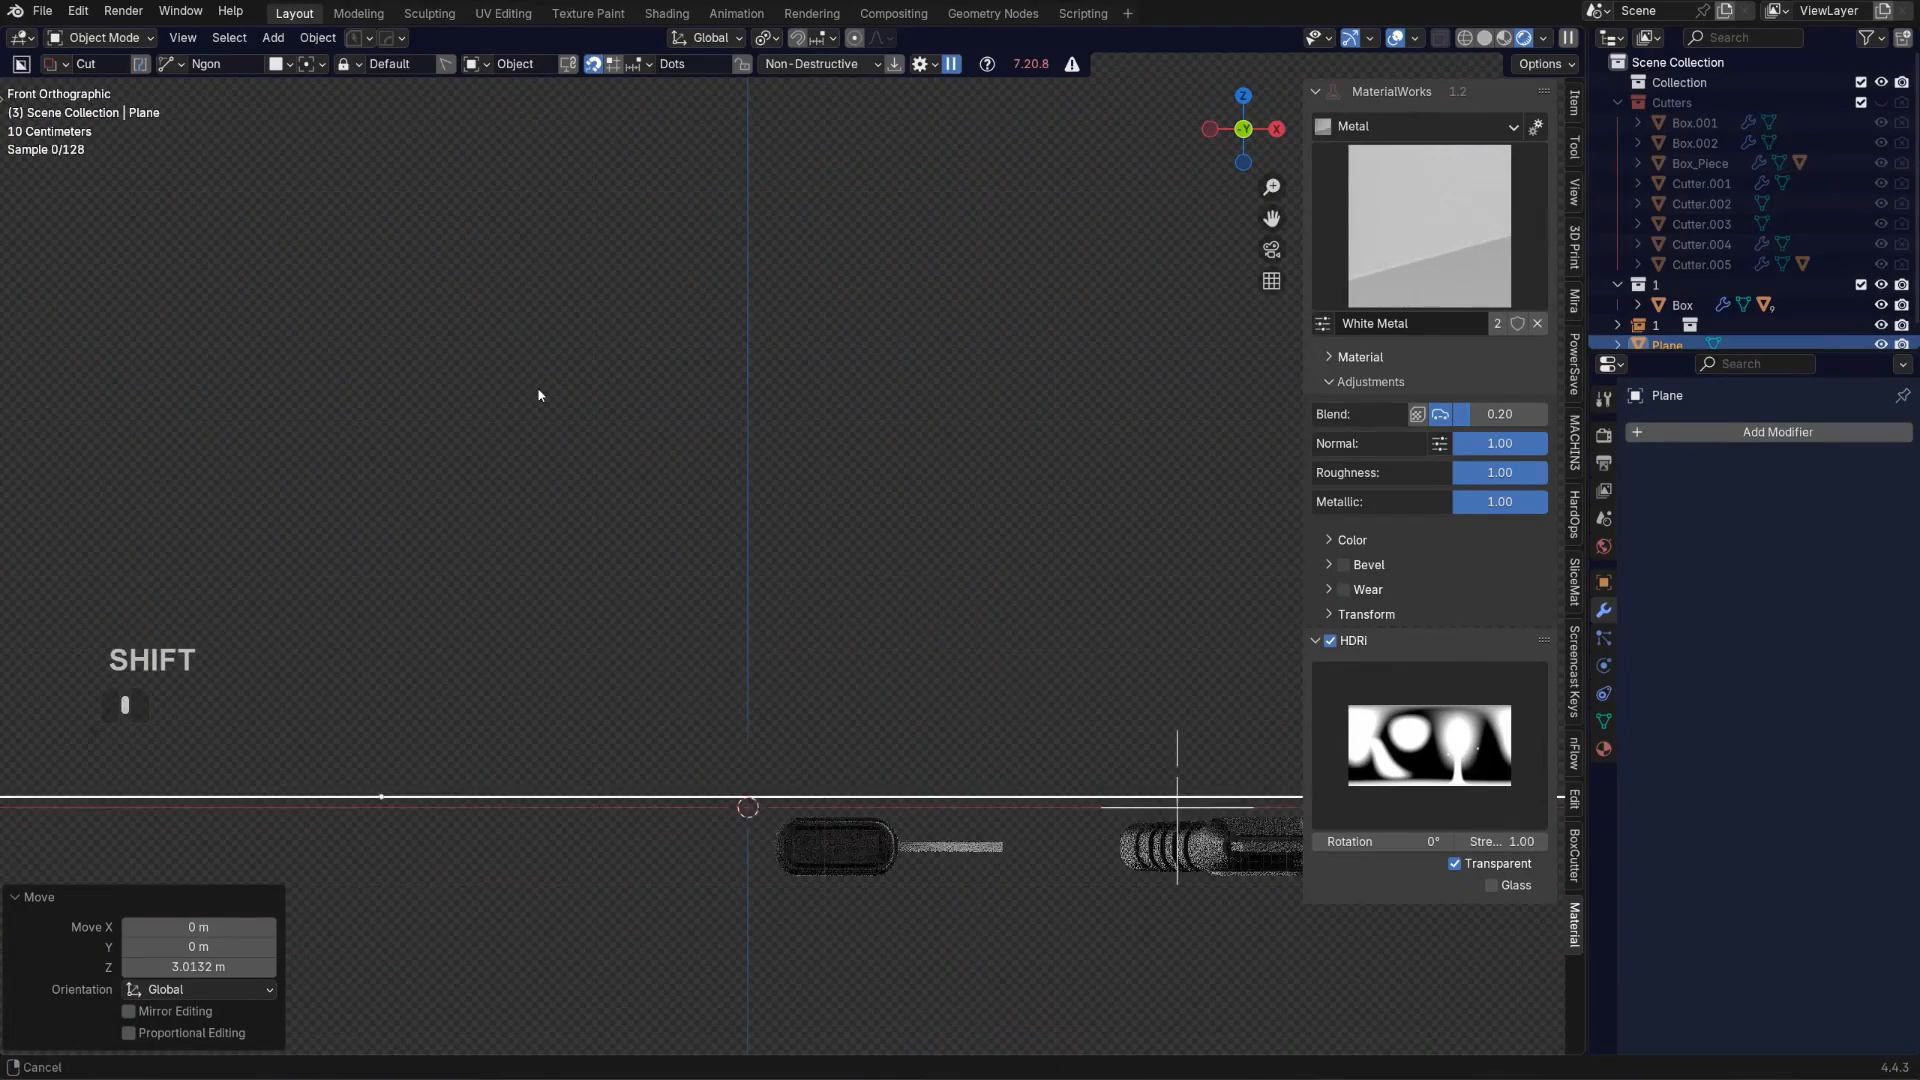 File Edit Render Window Help Layout Modeling Sculpting UV Editing Texture Paint Shading Animation Rendering Compositing Geometry Nodes Scripting Scene ViewLayer
Object Mode View Select Add Object Global Search
Cut Ngon Default Object Dots Non-Destructive 7.20.8 Options
Front Orthographic
(3) Scene Collection | Plane
10 Centimeters
Sample 0/128
Z
-Y
X
MaterialWorks 1.2
Metal
White Metal 2
Material
Adjustments
Blend: 0.20
Normal: 1.00
Roughness: 1.00
Metallic: 1.00
Color
Bevel
Wear
Transform
HDRi
Rotation 0° Stre... 1.00
Transparent
Glass
Item
Tool
View
3D Print
Mira
PowerSave
MACHIN3
HardOps
SliceMat
Screencast Keys
nFlow
Edit
BoxCutter
Material
Scene Collection
Collection
Cutters
Box.001
Box.002
Box_Piece
Cutter.001
Cutter.002
Cutter.003
Cutter.004
Cutter.005
1
Box 9
1
Plane
Search
Plane
Add Modifier
SHIFT
Move
Move X 0 m
Y 0 m
Z 3.0132 m
Orientation Global
Mirror Editing
Proportional Editing
Cancel
4.4.3